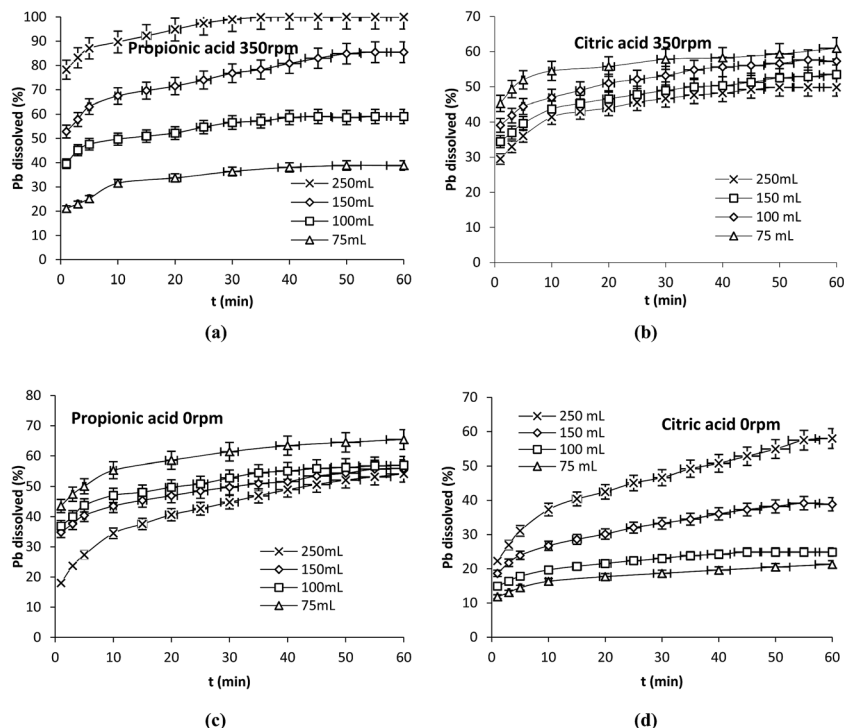 Propionic acid 350rpm
Pb dissolved (%)
100
90
80
70
60
50
40
30
20
10
0
250mL
150mL
100mL
75mL
0 10 20 30 40 50 60
t (min)
(a)
Citric acid 350rpm
Pb dissolved (%)
70
60
50
40
30
20
10
0
250mL
150 mL
100 mL
75 mL
0 10 20 30 40 50 60
t (min)
(b)
Propionic acid 0rpm
Pb dissolved (%)
80
70
60
50
40
30
20
10
0
250mL
150mL
100mL
75mL
0 10 20 30 40 50 60
t (min)
(c)
Citric acid 0rpm
Pb dissolved (%)
70
60
50
40
30
20
10
0
250 mL
150 mL
100 mL
75 mL
0 10 20 30 40 50 60
t (min)
(d)